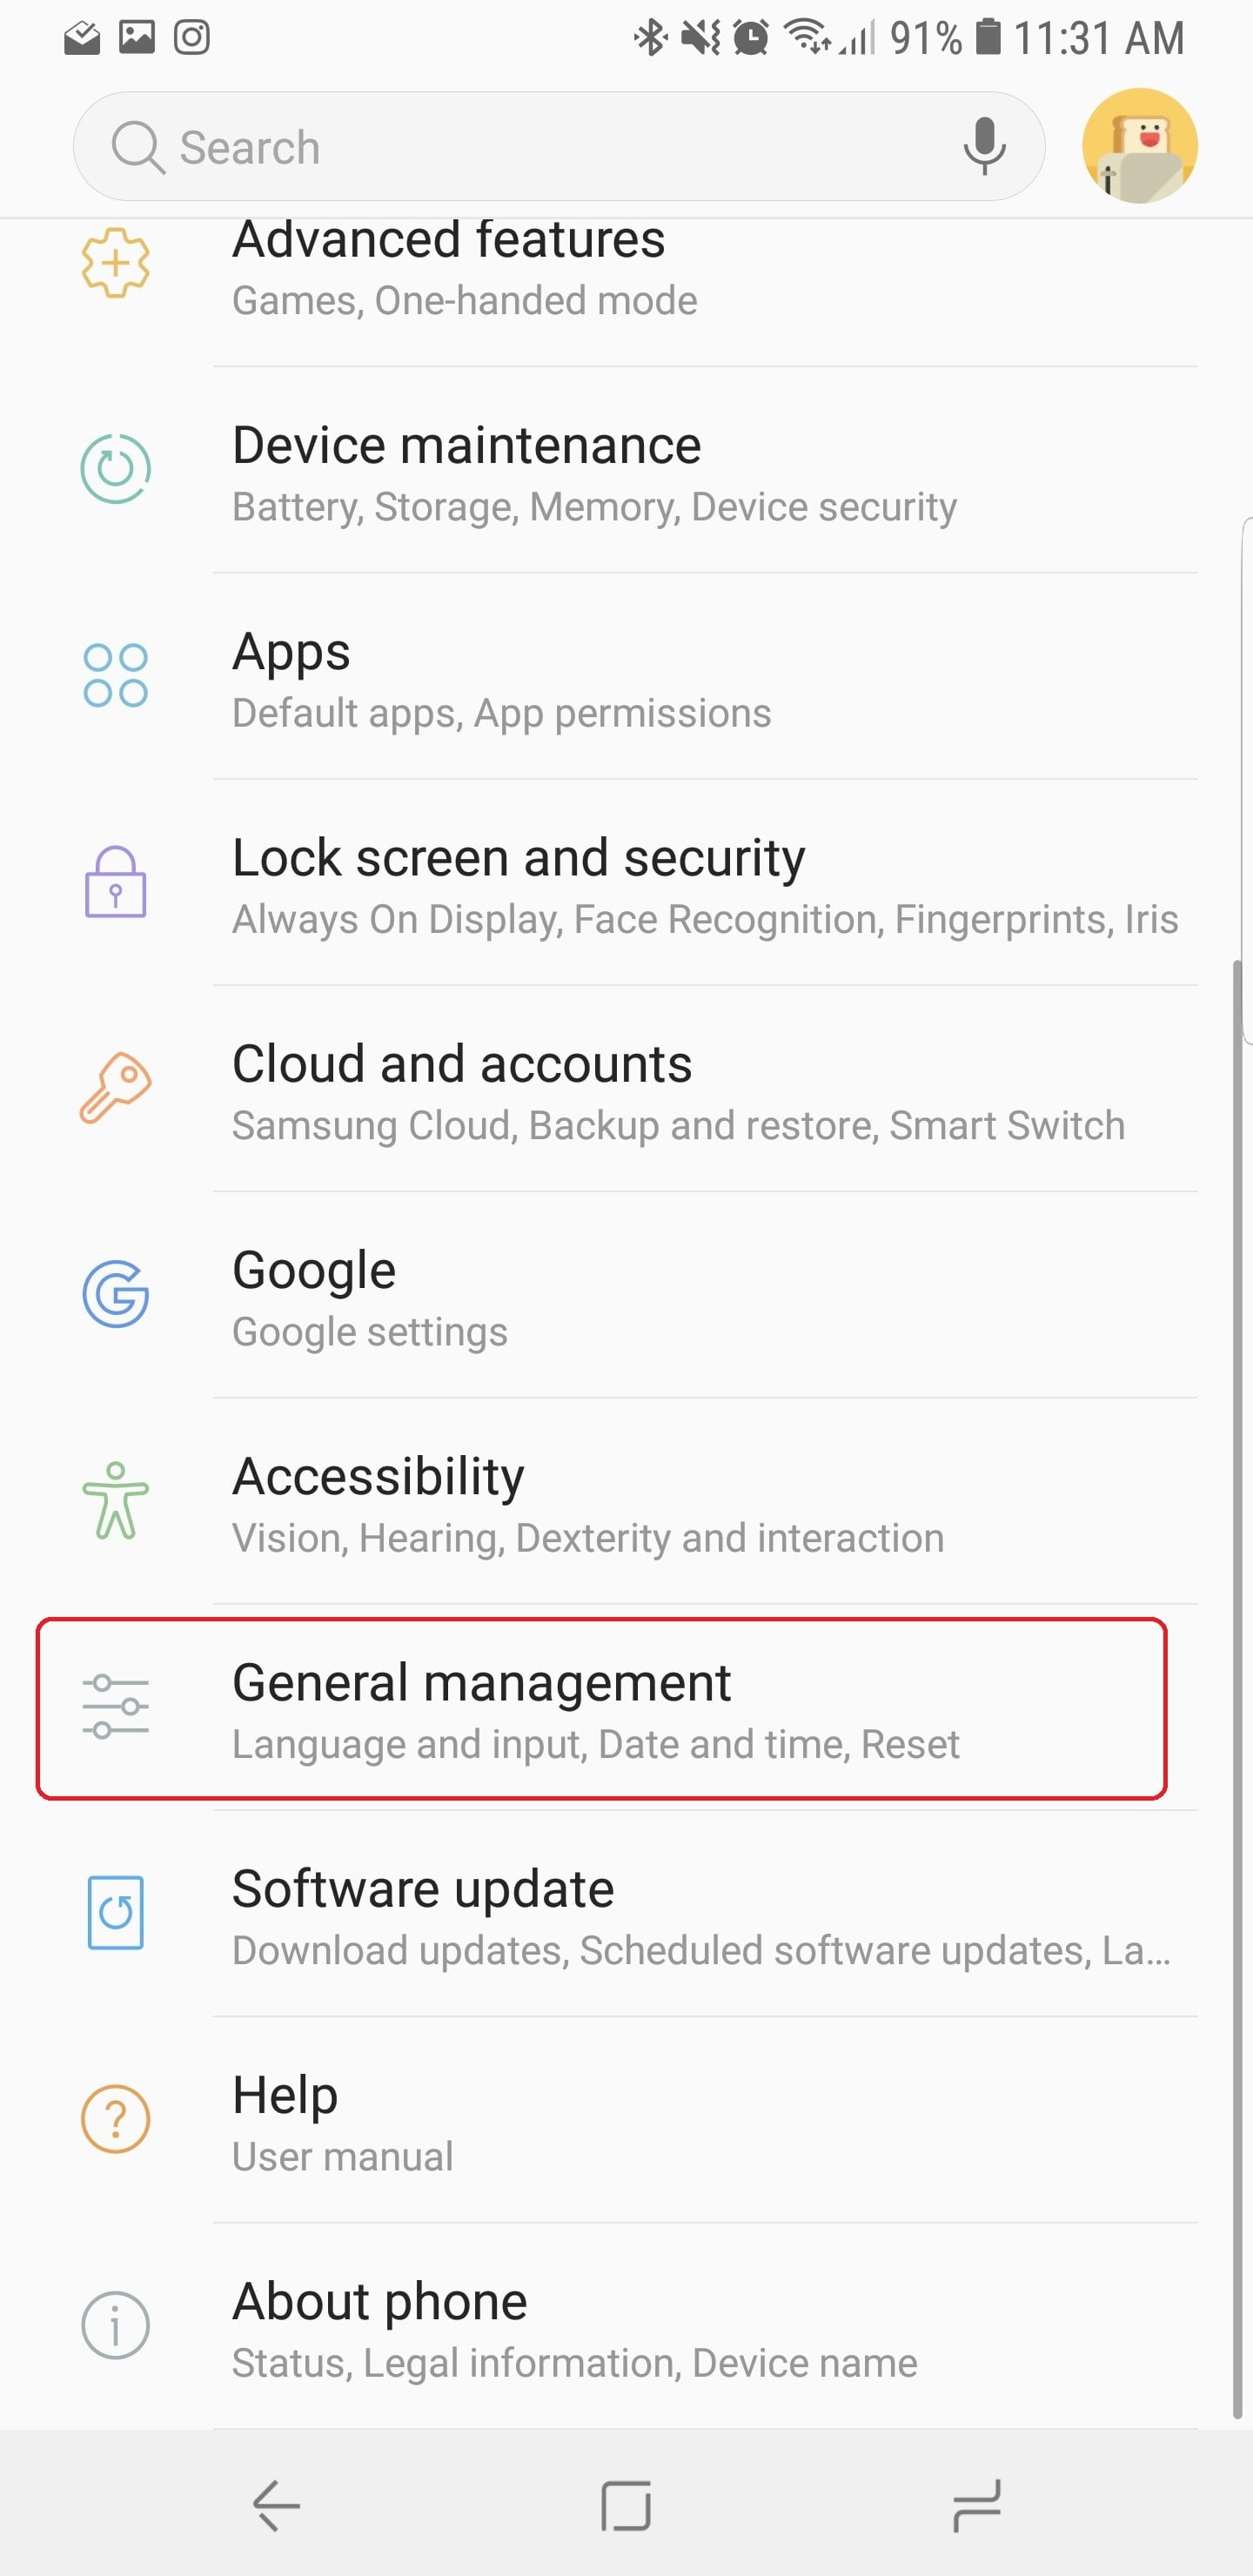 91% 11:31 AM
Search
Advanced features
Games, One-handed mode
Device maintenance
Battery, Storage, Memory, Device security
Apps
Default apps, App permissions
Lock screen and security
Always On Display, Face Recognition, Fingerprints, Iris
Cloud and accounts
Samsung Cloud, Backup and restore, Smart Switch
Google
Google settings
Accessibility
Vision, Hearing, Dexterity and interaction
General management
Language and input, Date and time, Reset
Software update
Download updates, Scheduled software updates, La...
Help
User manual
About phone
Status, Legal information, Device name